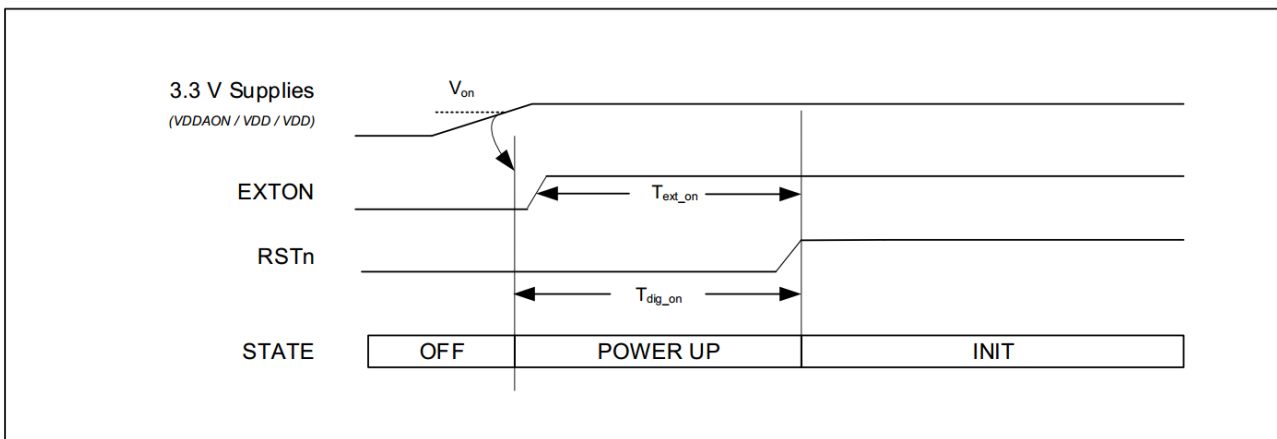 3.3 V Supplies
(VDDAON / VDD / VDD)
Von
EXTON
Text_on
RSTn
Tdig_on
STATE
OFF
POWER UP
INIT